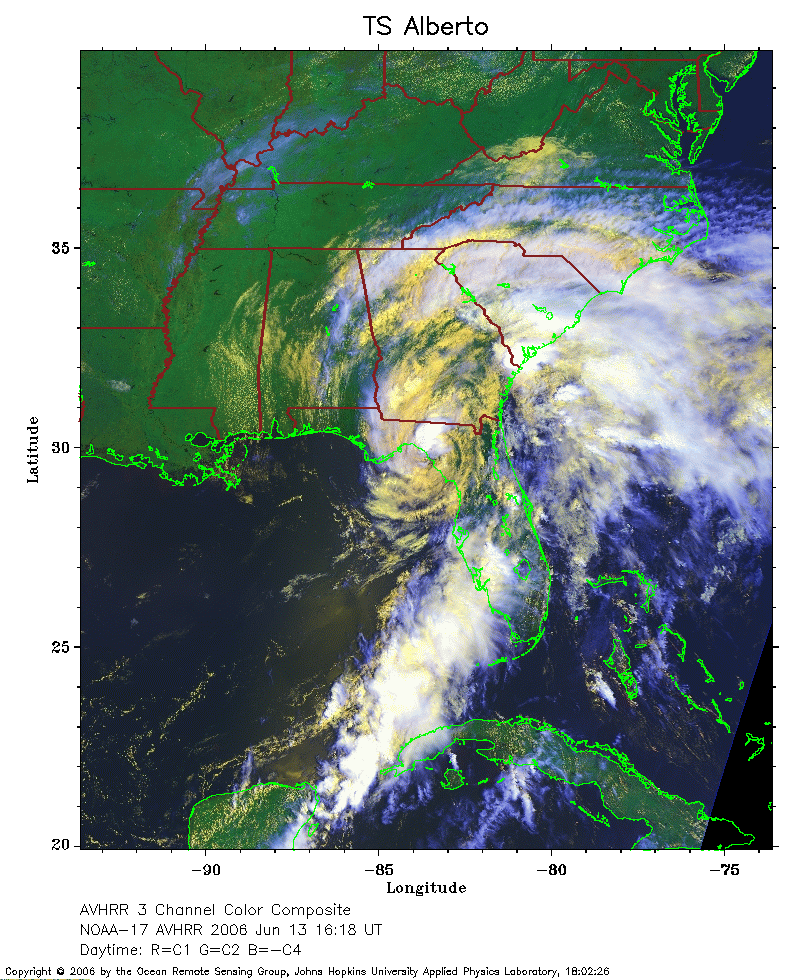 TS Alberto
35
30
25
20
Latitude
−90 −85 −80 −75
Longitude
AVHRR 3 Channel Color Composite
NOAA−17 AVHRR 2006 Jun 13 16:18 UT
Daytime: R=C1 G=C2 B=−C4
Copyright © 2006 by the Ocean Remote Sensing Group, Johns Hopkins University Applied Physics Laboratory, 18:02:26